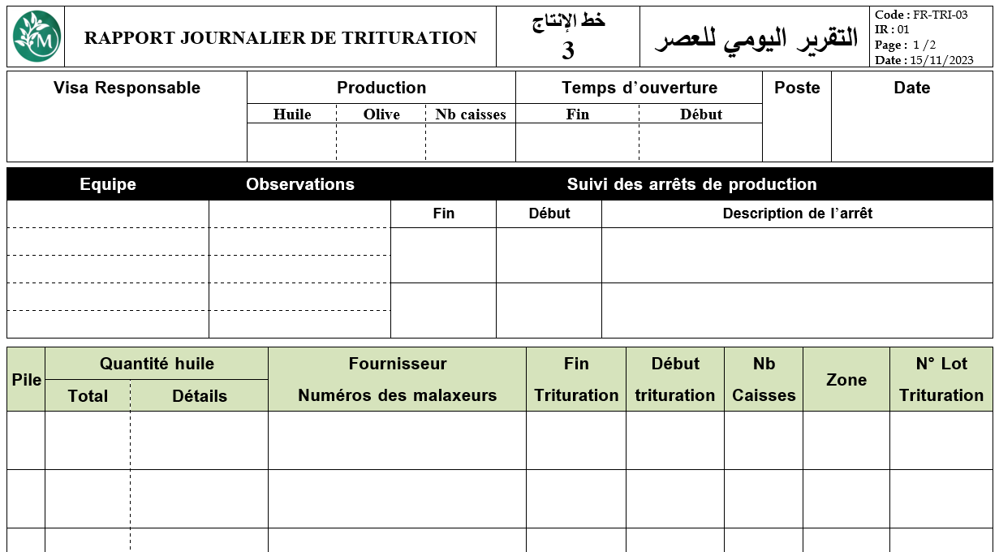 M
RAPPORT JOURNALIER DE TRITURATION
خط الإنتاج
3
التقرير اليومي للعصر
Code : FR-TRI-03
IR : 01
Page : 1 /2
Date : 15/11/2023
Visa Responsable
Production
Temps d’ouverture
Poste
Date
Huile
Olive
Nb caisses
Fin
Début
Equipe
Observations
Suivi des arrêts de production
Fin
Début
Description de l’arrêt
Pile
Quantité huile
Total
Détails
Fournisseur
Numéros des malaxeurs
Fin
Trituration
Début
trituration
Nb
Caisses
Zone
N° Lot
Trituration